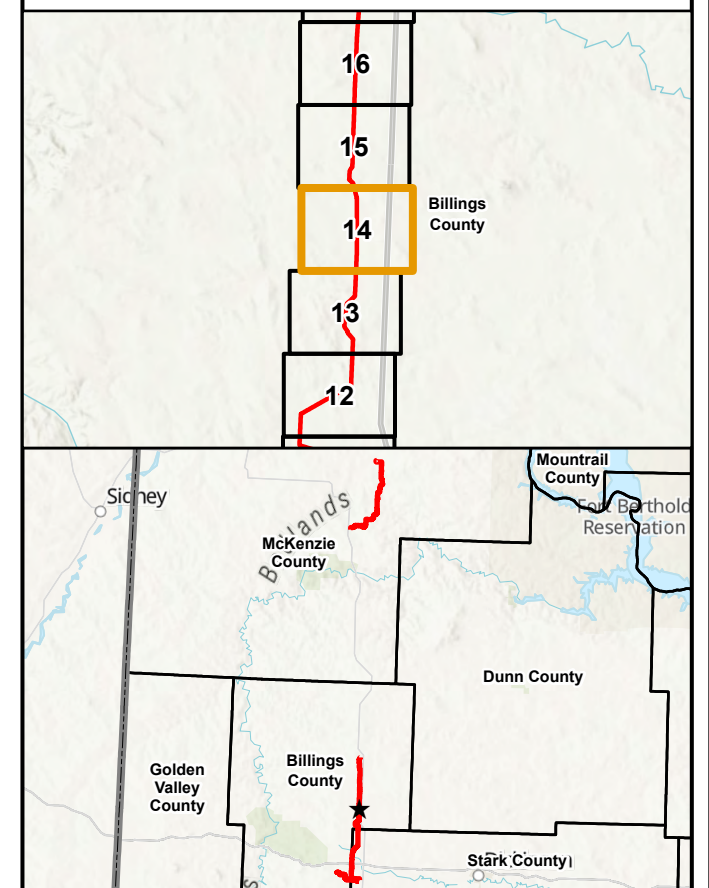 16
15
14
Billings
County
13
12
Mountrail
County
Sidney
Fort Berthold
Reservation
Badlands
McKenzie
County
Dunn County
Billings
County
Golden
Valley
County
Stark County